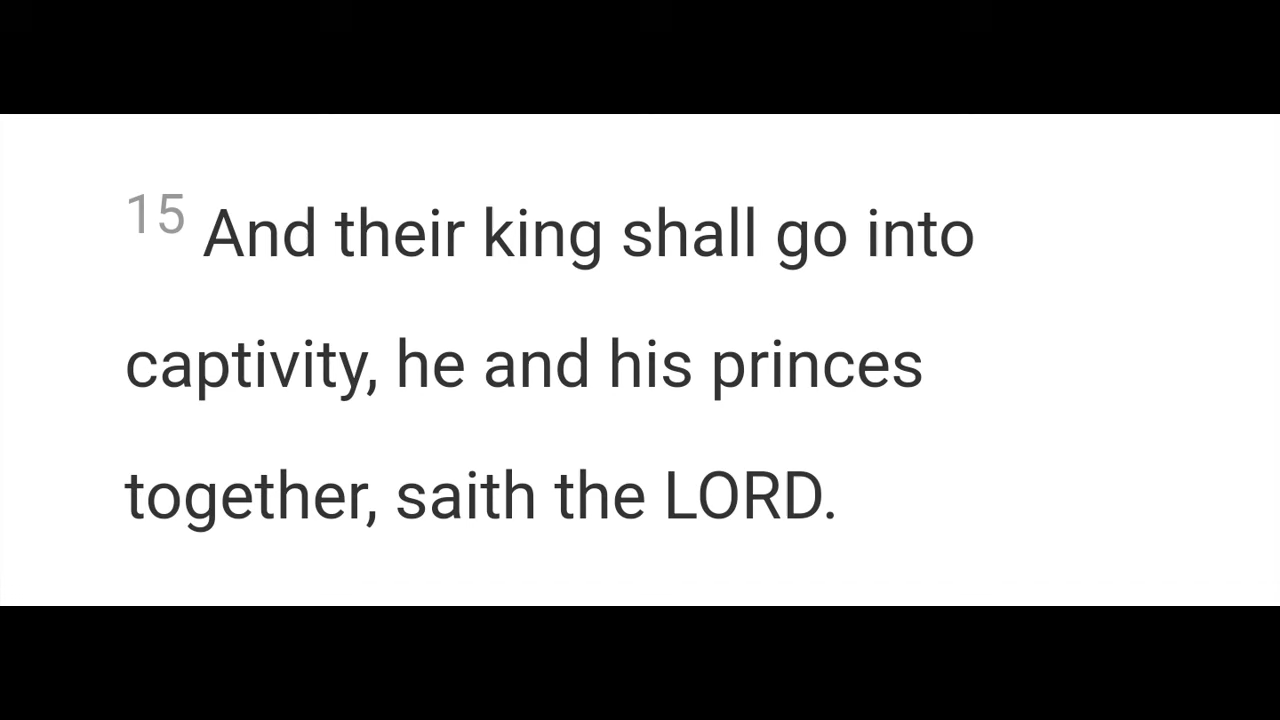 15 And their king shall go into
captivity, he and his princes
together, saith the LORD.